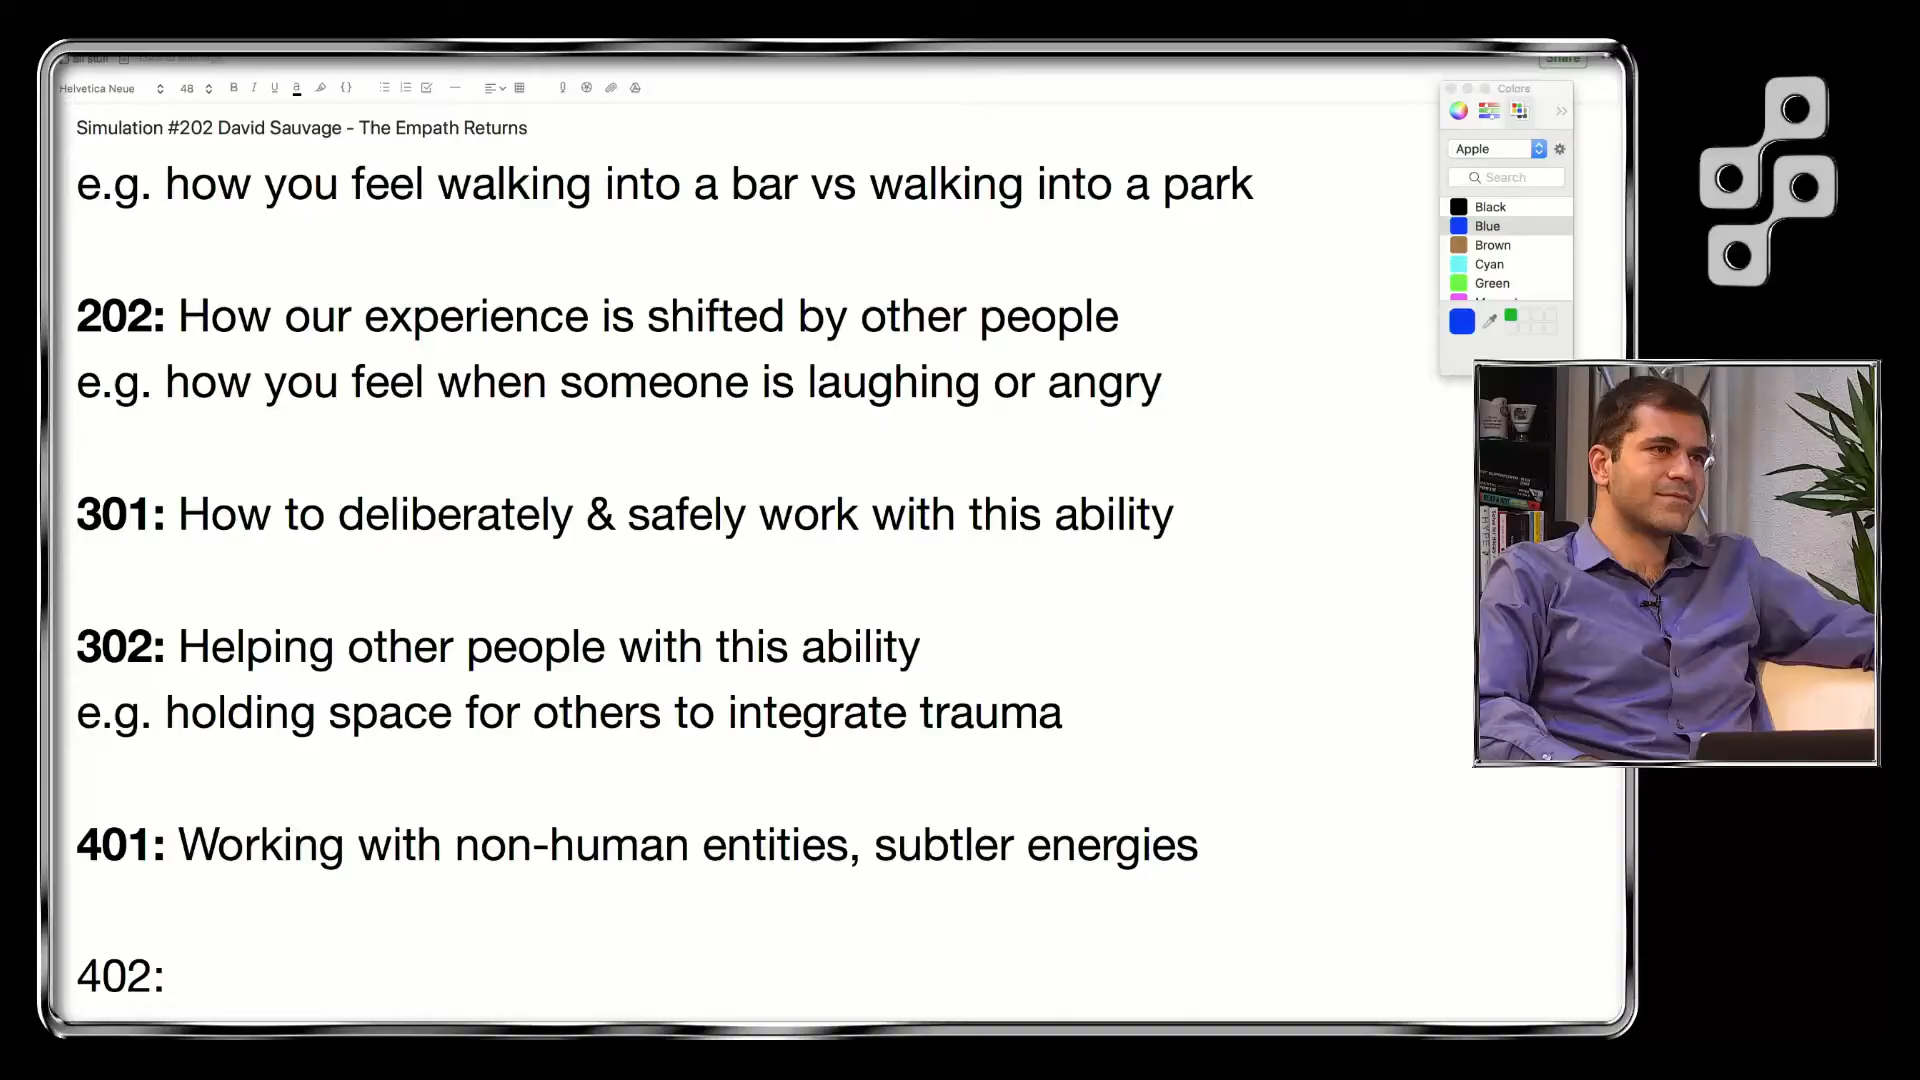 Share
Helvetica Neue 48 B I U a {}
Simulation #202 David Sauvage - The Empath Returns
e.g. how you feel walking into a bar vs walking into a park
202: How our experience is shifted by other people
e.g. how you feel when someone is laughing or angry
301: How to deliberately & safely work with this ability
302: Helping other people with this ability
e.g. holding space for others to integrate trauma
401: Working with non-human entities, subtler energies
402:
Colors
Apple
Search
Black
Blue
Brown
Cyan
Green